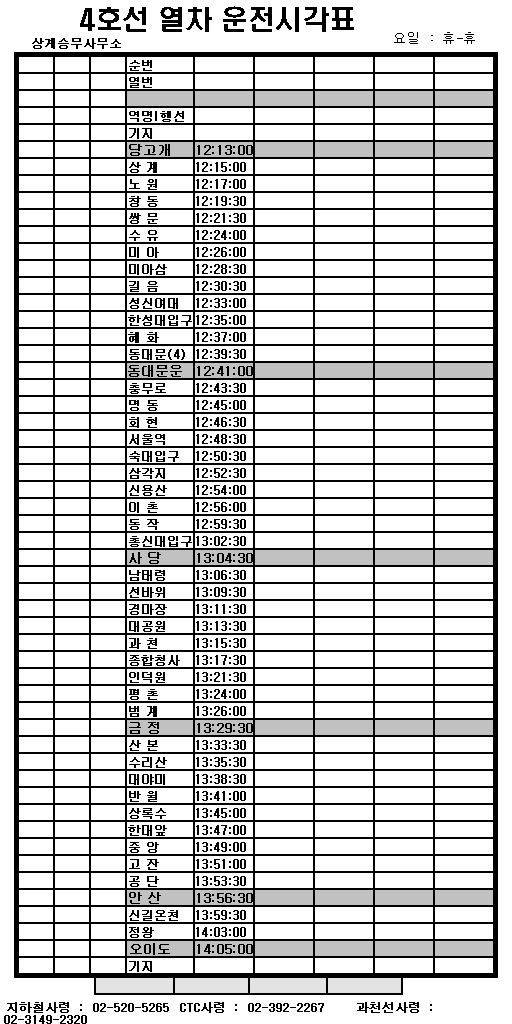 4호선 열차 운전시각표
상계승무사무소
요일 : 휴-휴
순번
열번
역명|행선
기지
당고개 12:13:00
상 계 12:15:00
노 원 12:17:00
창 동 12:19:30
쌍 문 12:21:30
수 유 12:24:00
미 아 12:26:00
미아삼 12:28:30
길 음 12:30:30
성신여대 12:33:00
한성대입구 12:35:00
혜 화 12:37:00
동대문(4) 12:39:30
동대문운 12:41:00
충무로 12:43:30
명 동 12:45:00
회 현 12:46:30
서울역 12:48:30
숙대입구 12:50:30
삼각지 12:52:30
신용산 12:54:00
이 촌 12:56:00
동 작 12:59:30
총신대입구 13:02:30
사 당 13:04:30
남태령 13:06:30
선바위 13:09:30
경마장 13:11:30
대공원 13:13:30
과 천 13:15:30
종합청사 13:17:30
인덕원 13:21:30
평 촌 13:24:00
범 계 13:26:00
금 정 13:29:30
산 본 13:33:30
수리산 13:35:30
대야미 13:38:30
반 월 13:41:00
상록수 13:45:00
한대앞 13:47:00
중 앙 13:49:00
고 잔 13:51:00
공 단 13:53:30
안 산 13:56:30
신길온천 13:59:30
정왕 14:03:00
오이도 14:05:00
기지
지하철사령 : 02-520-5265 CTC사령 : 02-392-2267 과천선사령 :
02-3149-2320